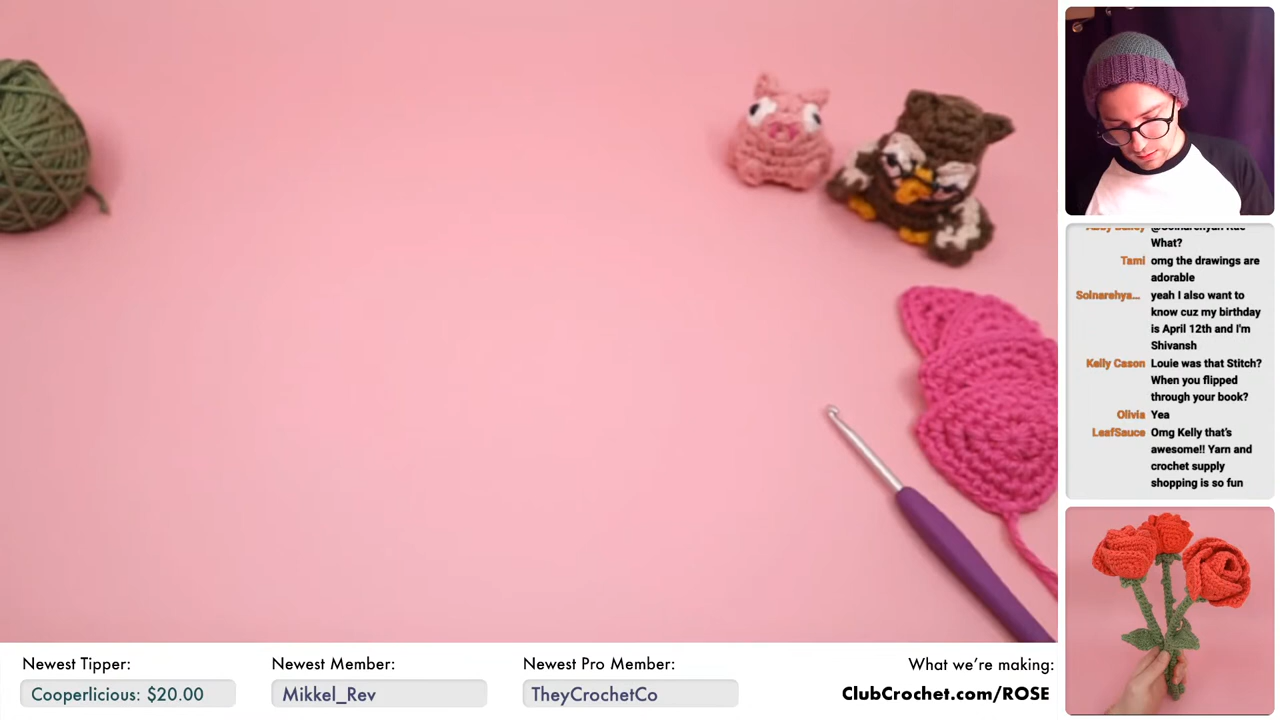 What?
Tami omg the drawings are
adorable
Solnarehya... yeah I also want to
know cuz my birthday
is April 12th and I'm
Shivansh
Kelly Cason Louie was that Stitch?
When you flipped
through your book?
Olivia Yea
LeafSauce Omg Kelly that's
awesome!! Yarn and
crochet supply
shopping is so fun
Newest Tipper:
Cooperlicious: $20.00
Newest Member:
Mikkel_Rev
Newest Pro Member:
TheyCrochetCo
What we're making:
ClubCrochet.com/ROSE